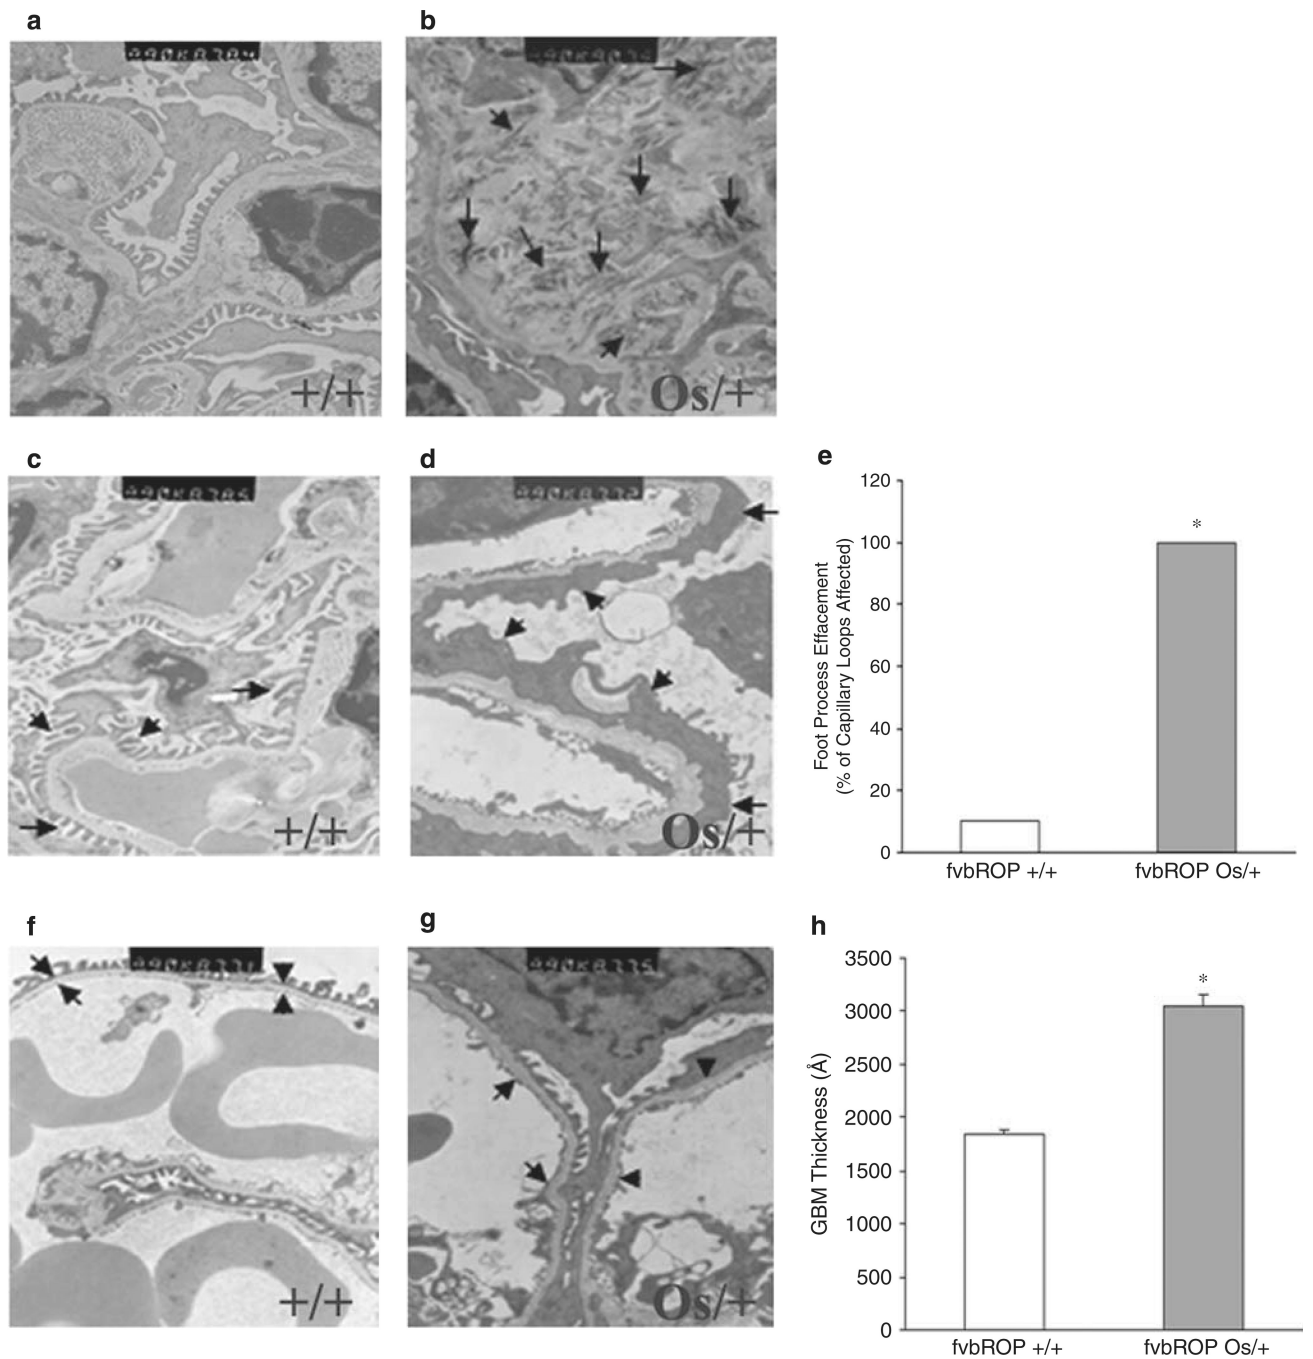 a
b
+/+
Os/+
c
d
e
+/+
Os/+
Foot Process Effacement
(% of Capillary Loops Affected)
120
100
80
60
40
20
0
*
fvbROP +/+
fvbROP Os/+
f
g
h
+/+
Os/+
GBM Thickness (Å)
3500
3000
2500
2000
1500
1000
500
0
*
fvbROP +/+
fvbROP Os/+